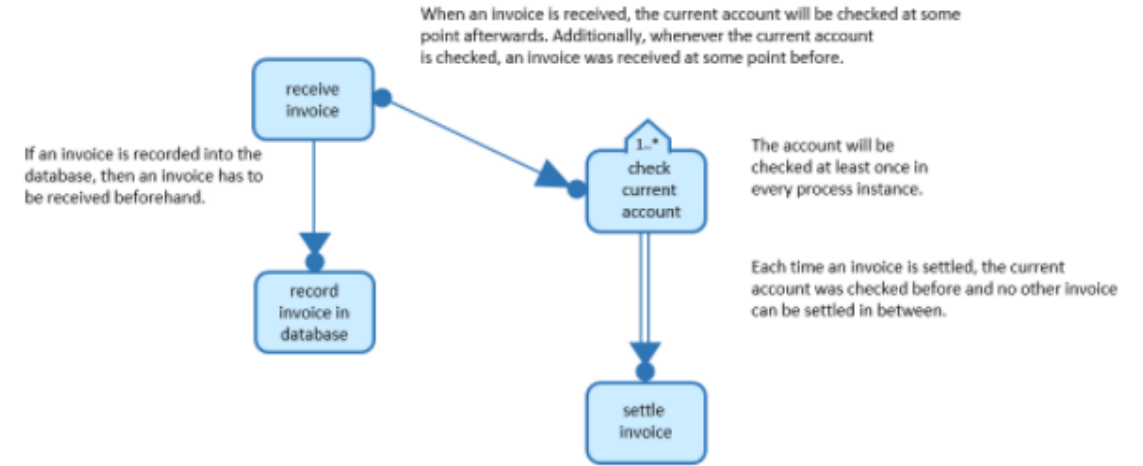 When an invoice is received, the current account will be checked at some
point afterwards. Additionally, whenever the current account
is checked, an invoice was received at some point before.
receive
invoice
If an invoice is recorded into the
database, then an invoice has to
be received beforehand.
1..*
check
current
account
The account will be
checked at least once in
every process instance.
record
invoice in
database
Each time an invoice is settled, the current
account was checked before and no other invoice
can be settled in between.
settle
invoice